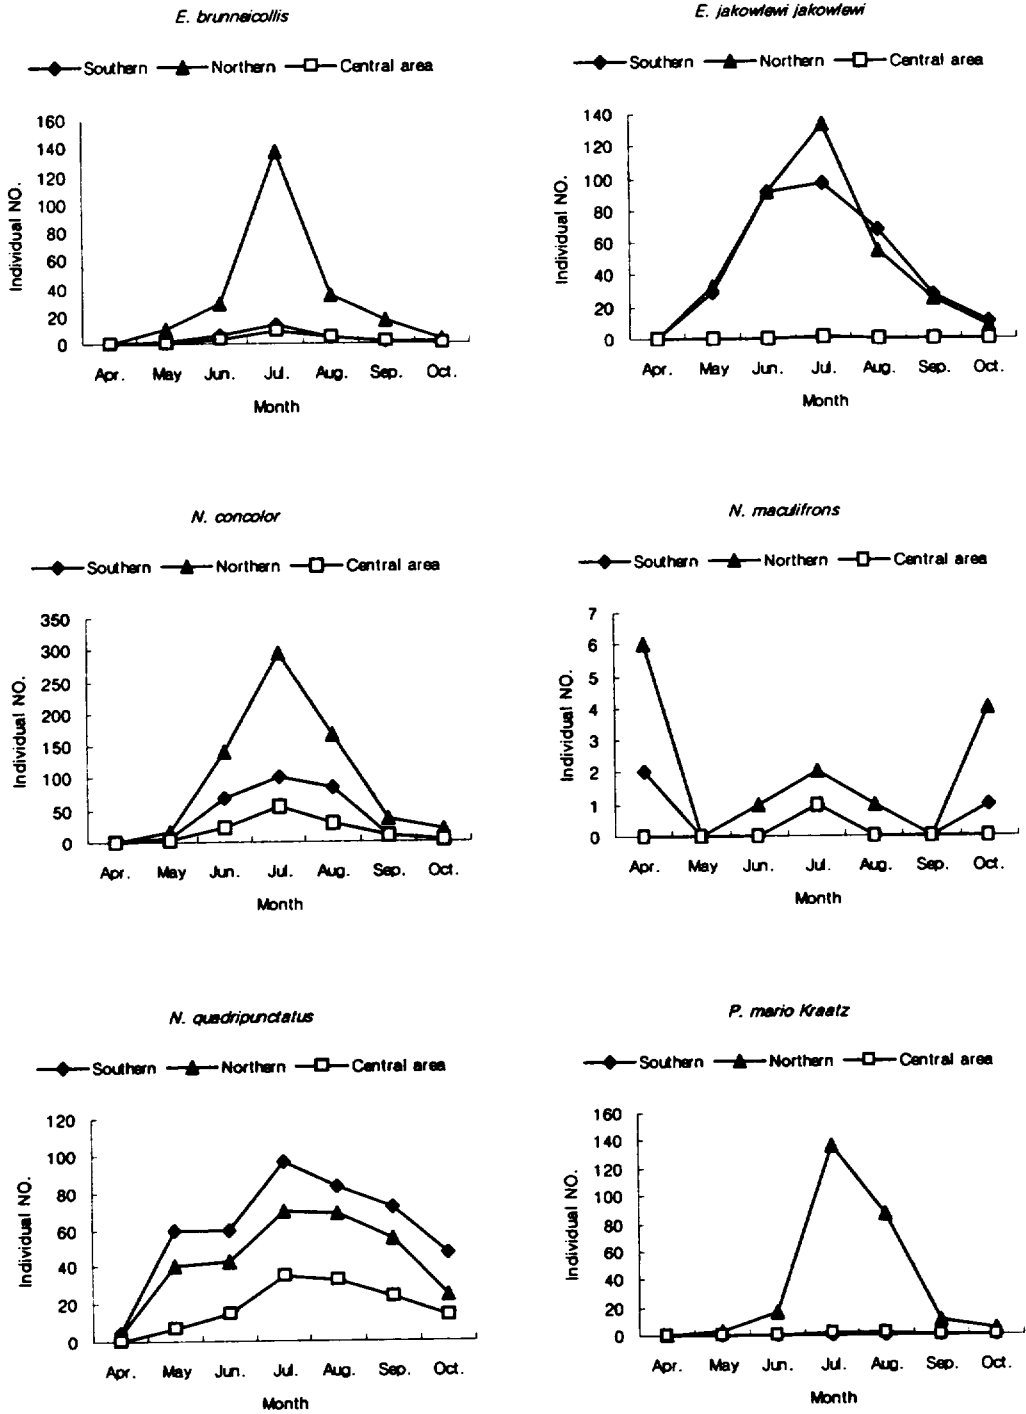 E. brunneicollis
Southern Northern Central area
160
140
120
100
80
60
40
20
0
Individual NO.
Apr. May Jun. Jul. Aug. Sep. Oct.
Month
E. jakowlewi jakowlewi
Southern Northern Central area
140
120
100
80
60
40
20
0
Individual NO.
Apr. May Jun. Jul. Aug. Sep. Oct.
Month
N. concolor
Southern Northern Central area
350
300
250
200
150
100
50
0
Individual NO.
Apr. May Jun. Jul. Aug. Sep. Oct.
Month
N. maculifrons
Southern Northern Central area
7
6
5
4
3
2
1
0
Individual NO.
Apr. May Jun. Jul. Aug. Sep. Oct.
Month
N. quadripunctatus
Southern Northern Central area
120
100
80
60
40
20
0
Individual NO.
Apr. May Jun. Jul. Aug. Sep. Oct.
Month
P. mario Kraatz
Southern Northern Central area
160
140
120
100
80
60
40
20
0
Individual NO.
Apr. May Jun. Jul. Aug. Sep. Oct.
Month